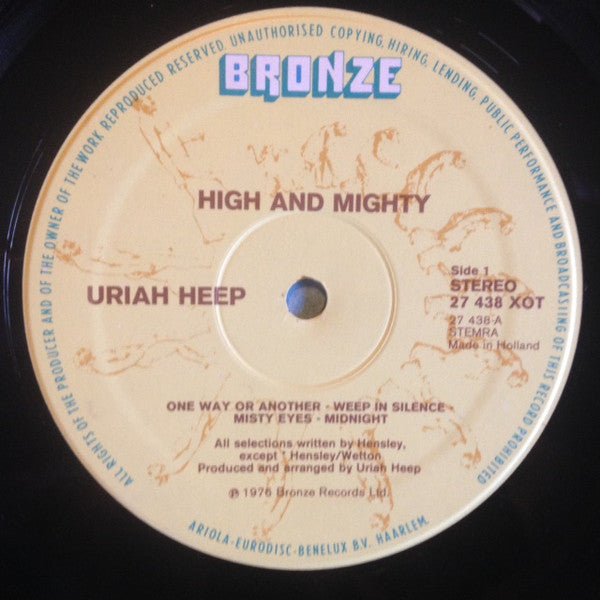 ALL RIGHTS OF THE PRODUCER AND OF THE OWNER OF THE WORK REPRODUCED RESERVED. UNAUTHORISED COPYING, HIRING, LENDING, PUBLIC PERFORMANCE AND BROADCASTING OF THIS RECORD PROHIBITED
BRONZE
HIGH AND MIGHTY
URIAH HEEP
Side 1
STEREO
27 438 XOT
27 438-A
STEMRA
Made in Holland
ONE WAY OR ANOTHER - WEEP IN SILENCE
MISTY EYES - MIDNIGHT
All selections written by Hensley,
except * Hensley/Wetton
Produced and arranged by Uriah Heep
℗ 1976 Bronze Records Ltd.
ARIOLA-EURODISC-BENELUX B.V. HAARLEM.